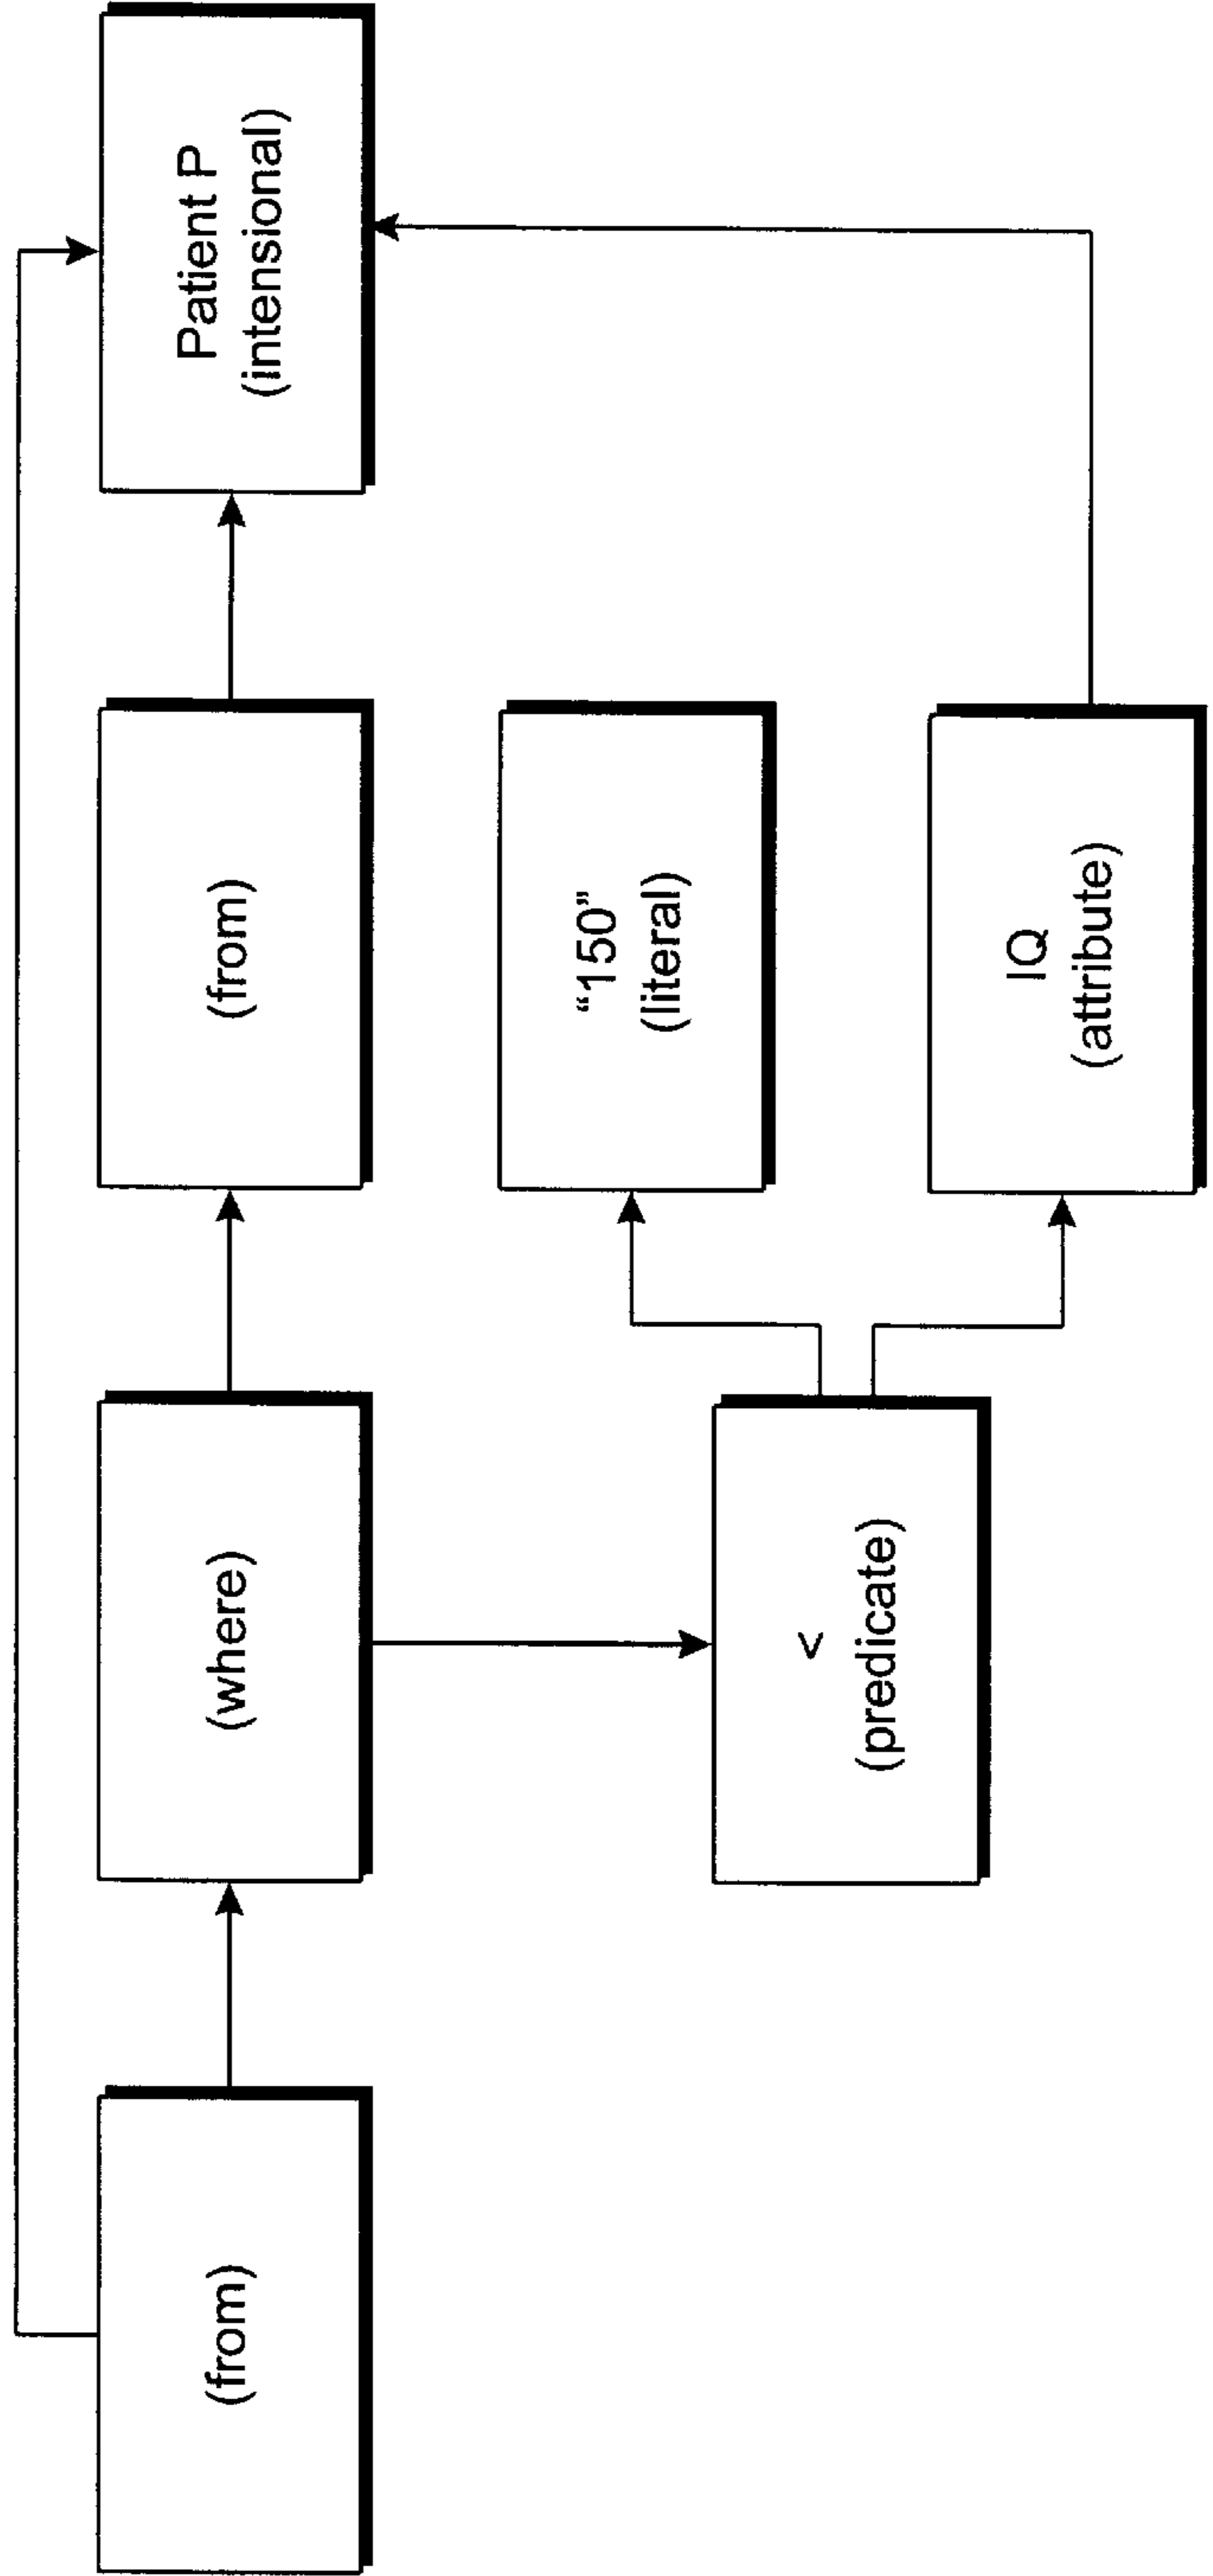 (from)
(where)
(from)
Patient P
(intensional)
“150”
(literal)
<
(predicate)
IQ
(attribute)